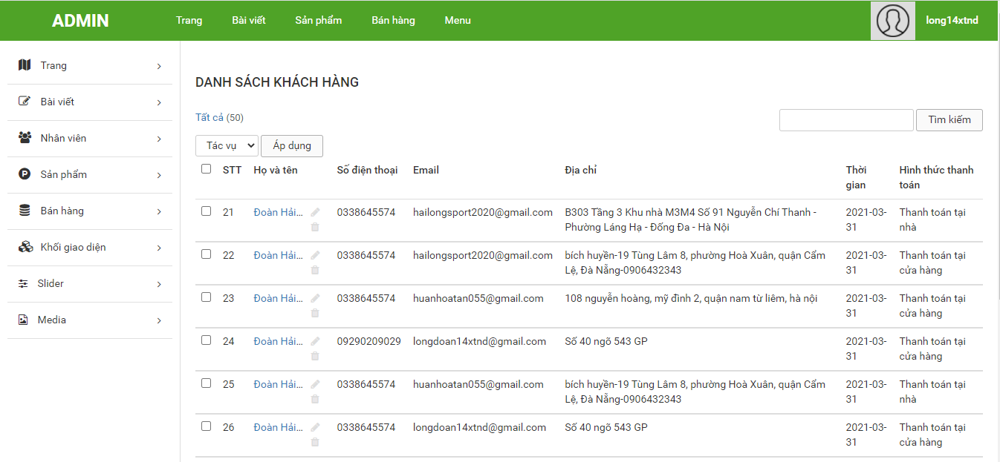 ADMIN Trang Bài viết Sản phẩm Bán hàng Menu long14xtnd
Trang
Bài viết
Nhân viên
Sản phẩm
Bán hàng
Khối giao diện
Slider
Media
DANH SÁCH KHÁCH HÀNG
Tất cả (50)
Tìm kiếm
Tác vụ Áp dụng
STT Họ và tên Số điện thoại Email Địa chỉ Thời gian Hình thức thanh toán
21 Đoàn Hải... 0338645574 hailongsport2020@gmail.com B303 Tầng 3 Khu nhà M3M4 Số 91 Nguyễn Chí Thanh - 2021-03- Thanh toán tại
Phường Láng Hạ - Đống Đa - Hà Nội 31 nhà
22 Đoàn Hải... 0338645574 hailongsport2020@gmail.com bích huyền-19 Tùng Lâm 8, phường Hoà Xuân, quận Cẩm 2021-03- Thanh toán tại
Lệ, Đà Nẵng-0906432343 31 cửa hàng
23 Đoàn Hải... 0338645574 huanhoatan055@gmail.com 108 nguyễn hoàng, mỹ đình 2, quận nam từ liêm, hà nội 2021-03- Thanh toán tại
31 cửa hàng
24 Đoàn Hải... 09290209029 longdoan14xtnd@gmail.com Số 40 ngõ 543 GP 2021-03- Thanh toán tại
31 cửa hàng
25 Đoàn Hải... 0338645574 huanhoatan055@gmail.com bích huyền-19 Tùng Lâm 8, phường Hoà Xuân, quận Cẩm 2021-03- Thanh toán tại
Lệ, Đà Nẵng-0906432343 31 nhà
26 Đoàn Hải... 0338645574 longdoan14xtnd@gmail.com Số 40 ngõ 543 GP 2021-03- Thanh toán tại
31 cửa hàng